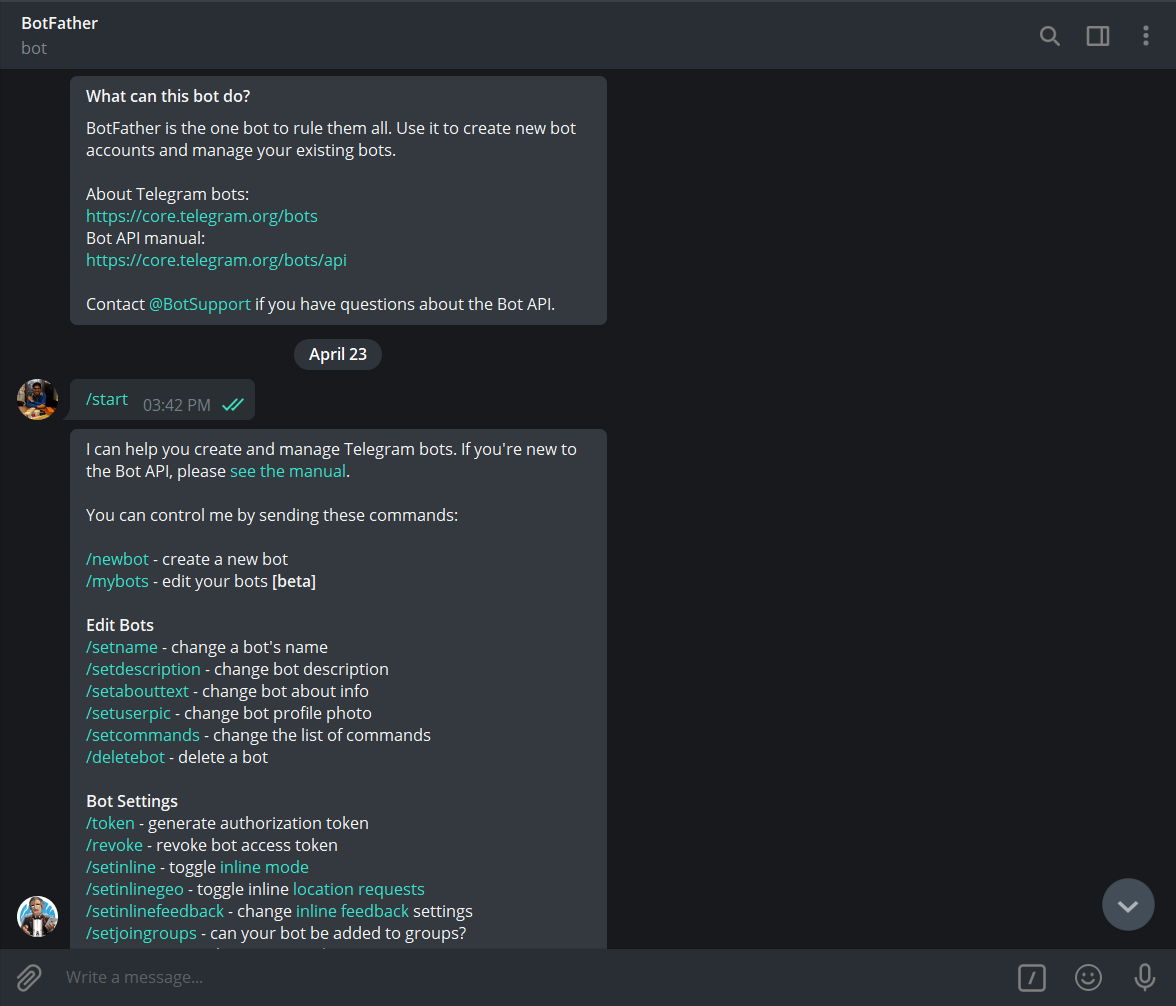 BotFather
bot
What can this bot do?
BotFather is the one bot to rule them all. Use it to create new bot
accounts and manage your existing bots.
About Telegram bots:
https://core.telegram.org/bots
Bot API manual:
https://core.telegram.org/bots/api
Contact @BotSupport if you have questions about the Bot API.
April 23
/start 03:42 PM
I can help you create and manage Telegram bots. If you're new to
the Bot API, please see the manual.
You can control me by sending these commands:
/newbot - create a new bot
/mybots - edit your bots [beta]
Edit Bots
/setname - change a bot's name
/setdescription - change bot description
/setabouttext - change bot about info
/setuserpic - change bot profile photo
/setcommands - change the list of commands
/deletebot - delete a bot
Bot Settings
/token - generate authorization token
/revoke - revoke bot access token
/setinline - toggle inline mode
/setinlinegeo - toggle inline location requests
/setinlinefeedback - change inline feedback settings
/setjoingroups - can your bot be added to groups?
Write a message...